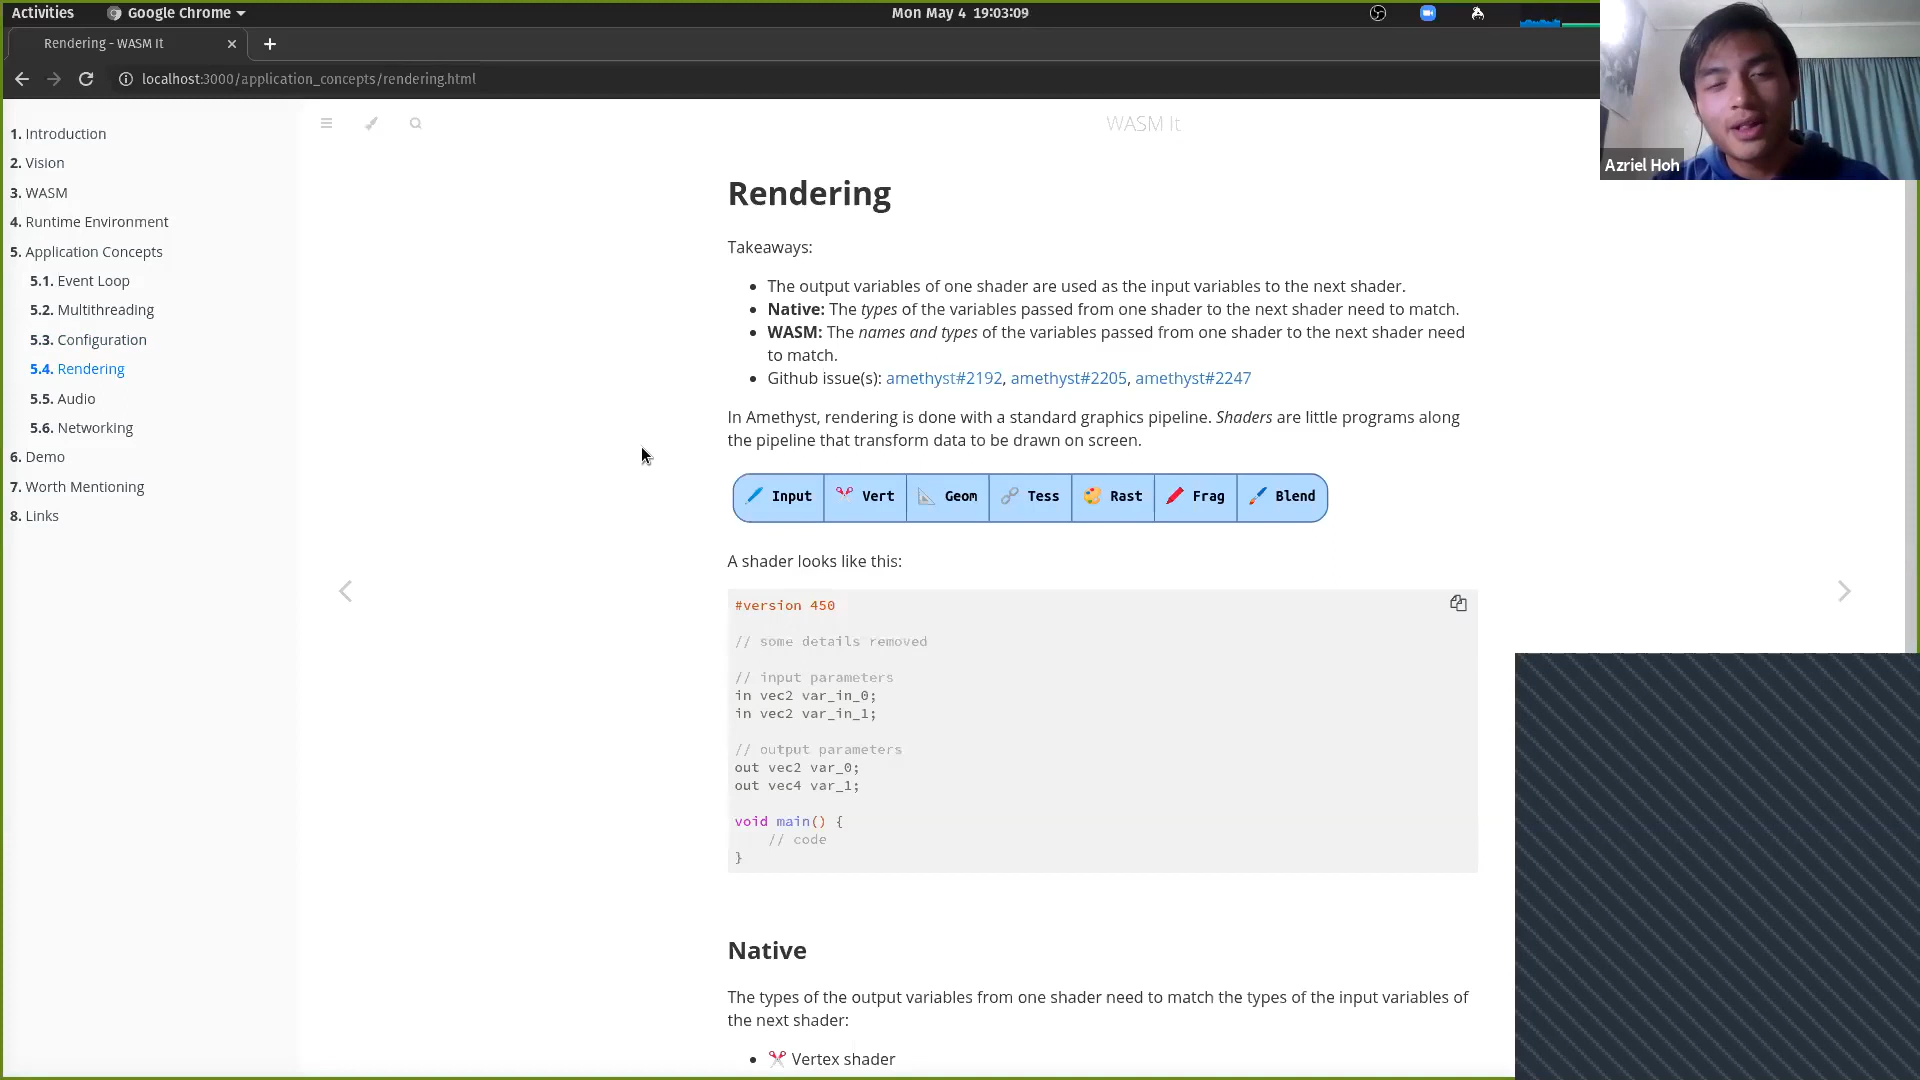 Activities
Google Chrome
Mon May 4 19:03:09
Rendering - WASM It
localhost:3000/application_concepts/rendering.html
Azriel Hoh
1. Introduction
2. Vision
3. WASM
4. Runtime Environment
5. Application Concepts
5.1. Event Loop
5.2. Multithreading
5.3. Configuration
5.4. Rendering
5.5. Audio
5.6. Networking
6. Demo
7. Worth Mentioning
8. Links
WASM It
Rendering
Takeaways:
• The output variables of one shader are used as the input variables to the next shader.
• Native: The types of the variables passed from one shader to the next shader need to match.
• WASM: The names and types of the variables passed from one shader to the next shader need
to match.
• Github issue(s): amethyst#2192, amethyst#2205, amethyst#2247
In Amethyst, rendering is done with a standard graphics pipeline. Shaders are little programs along
the pipeline that transform data to be drawn on screen.
Input Vert Geom Tess Rast Frag Blend
A shader looks like this:
#version 450
// some details removed
// input parameters
in vec2 var_in_0;
in vec2 var_in_1;
// output parameters
out vec2 var_0;
out vec4 var_1;
void main() {
// code
}
Native
The types of the output variables from one shader need to match the types of the input variables of
the next shader:
• Vertex shader